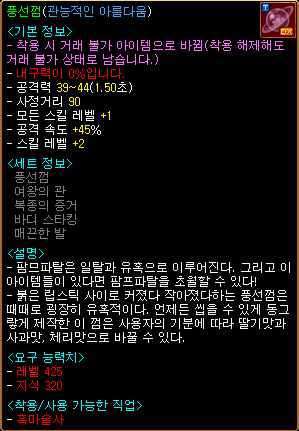 풍선껌(관능적인 아름다움)
<기본 정보>
- 착용 시 거래 불가 아이템으로 바뀜(착용 해제해도
거래 불가 상태로 남습니다.)
- 내구력이 0%입니다.
- 공격력 39~44(1.50초)
- 사정거리 90
- 모든 스킬 레벨 +1
- 공격 속도 +45%
- 스킬 레벨 +2
<세트 정보>
풍선껌
여왕의 관
복종의 증거
바디 스타킹
매끈한 발
<설명>
- 팜므파탈은 일탈과 유혹으로 이루어진다. 그리고 이
아이템들이 있다면 팜프파탈을 초월할 수 있다!
- 붉은 립스틱 사이로 커졌다 작아졌다하는 풍선껌은
때때로 굉장히 유혹적이다. 언제든 씹을 수 있게 동그
랗게 제작한 이 껌은 사용자의 기분에 따라 딸기맛과
사과맛, 체리맛으로 바꿀 수 있다.
<요구 능력치>
- 레벨 425
- 지식 320
<착용/사용 가능한 직업>
- 흑마술사
T
DX